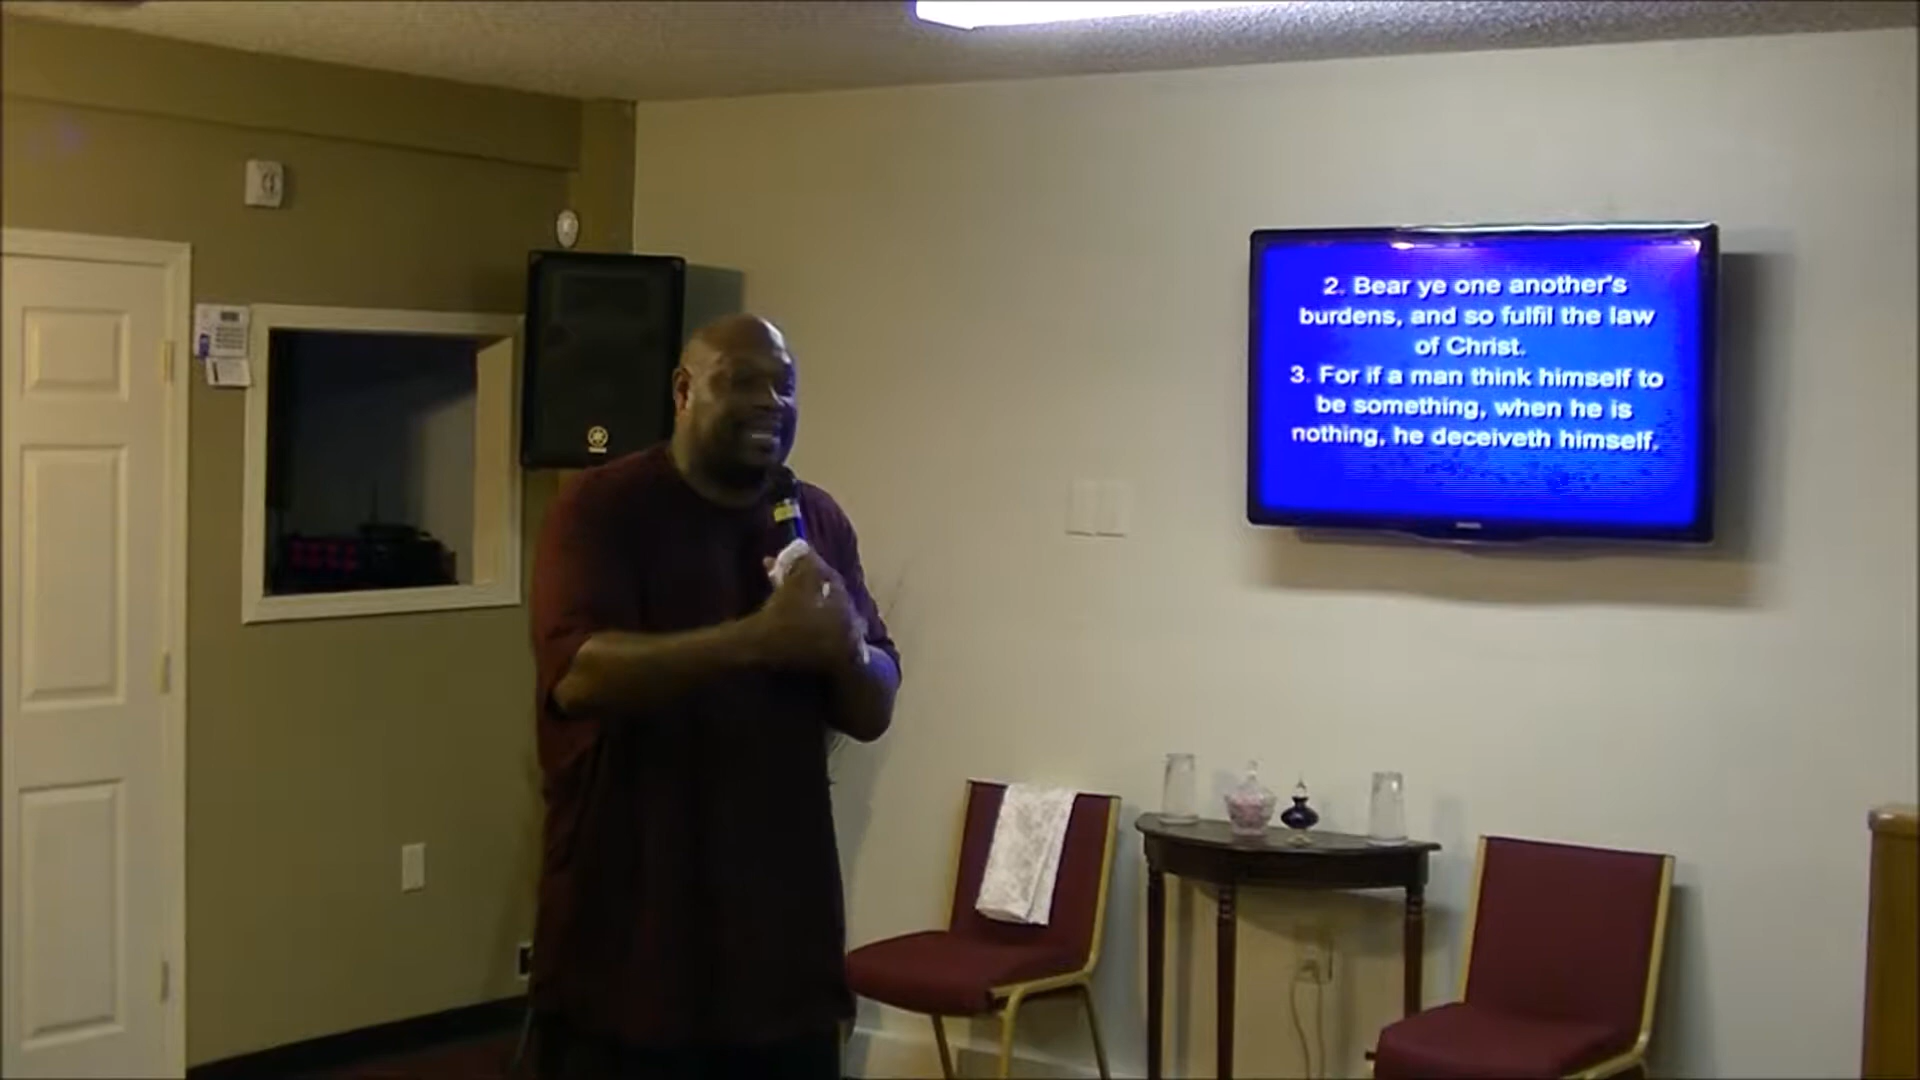 2. Bear ye one another's
burdens, and so fulfil the law
of Christ.
3. For if a man think himself to
be something, when he is
nothing, he deceiveth himself.